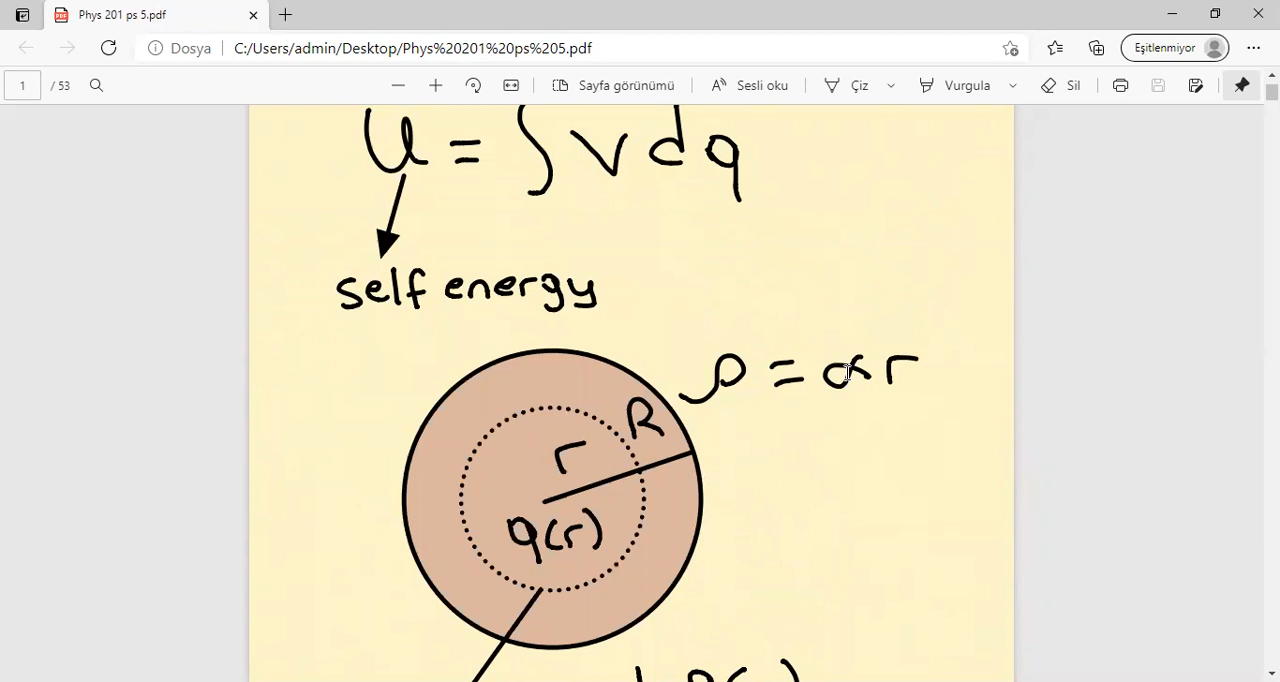 Phys 201 ps 5.pdf
Dosya C:/Users/admin/Desktop/Phys%20201%20ps%205.pdf Eşitlenmiyor
1 / 53 Sayfa görünümü Sesli oku Çiz Vurgula Sil
U = ∫ V dq
self energy
ρ = α r
R
r
q(r)